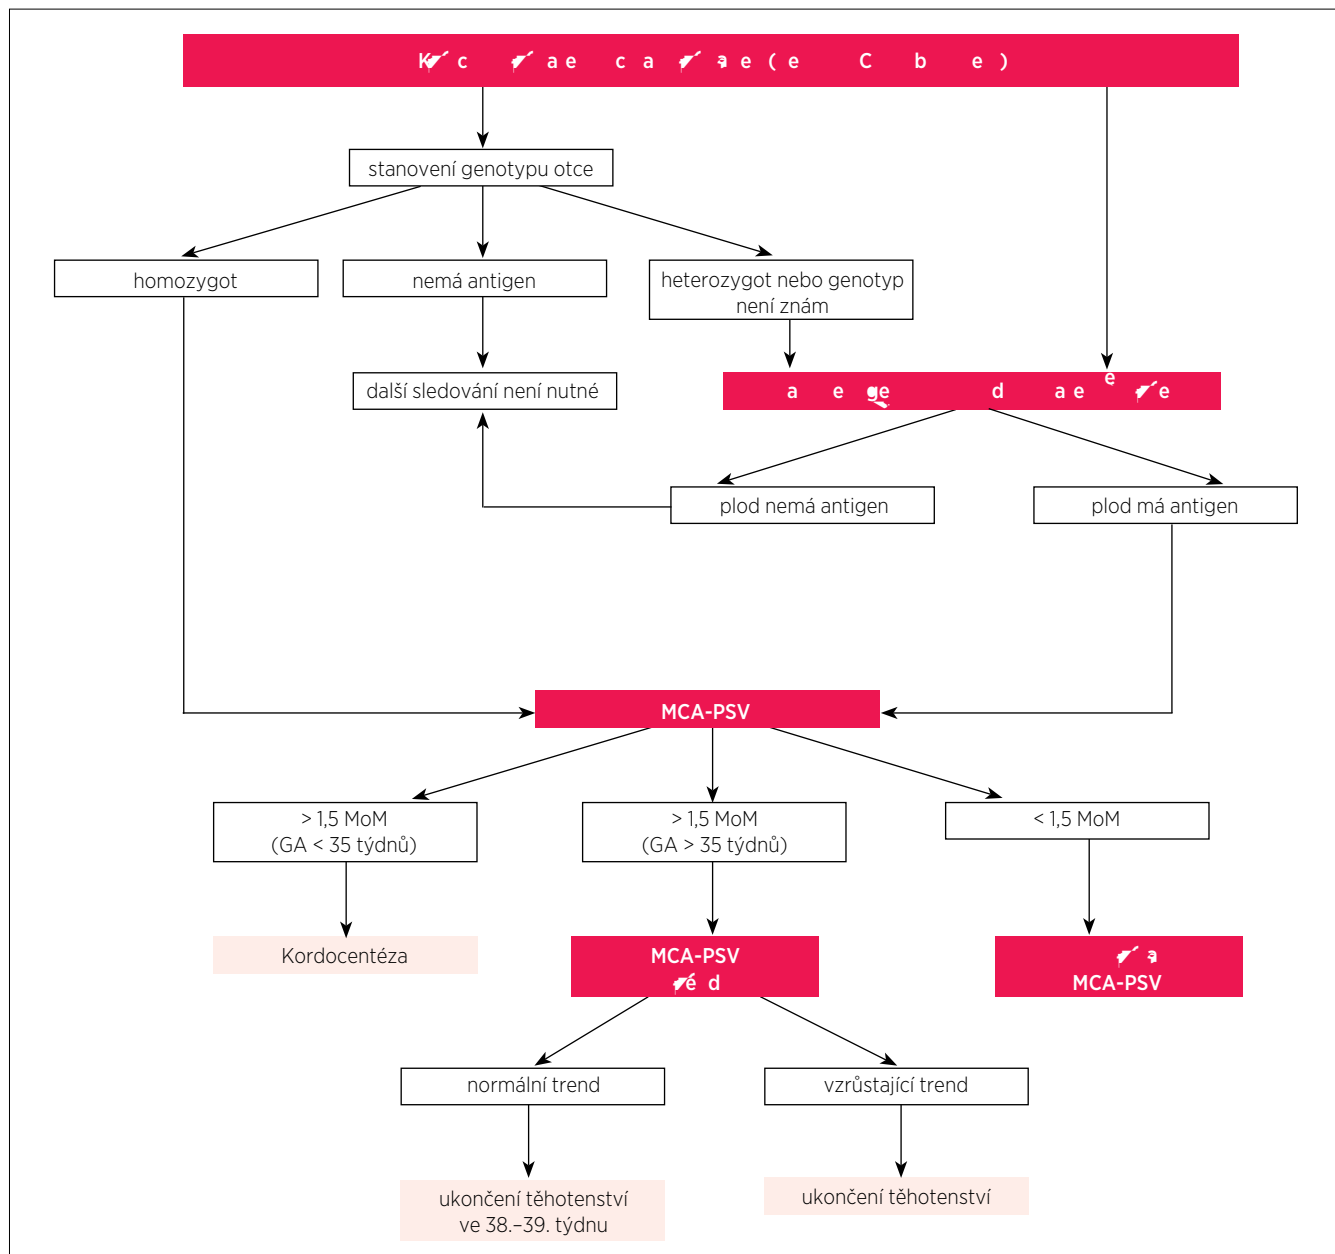 stanovení genotypu otce
homozygot
nemá antigen
heterozygot nebo genotyp
není znám
další sledování není nutné
plod nemá antigen
plod má antigen
MCA-PSV
> 1,5 MoM
(GA < 35 týdnů)
> 1,5 MoM
(GA > 35 týdnů)
< 1,5 MoM
Kordocentéza
MCA-PSV
MCA-PSV
normální trend
vzrůstající trend
ukončení těhotenství
ve 38.–39. týdnu
ukončení těhotenství